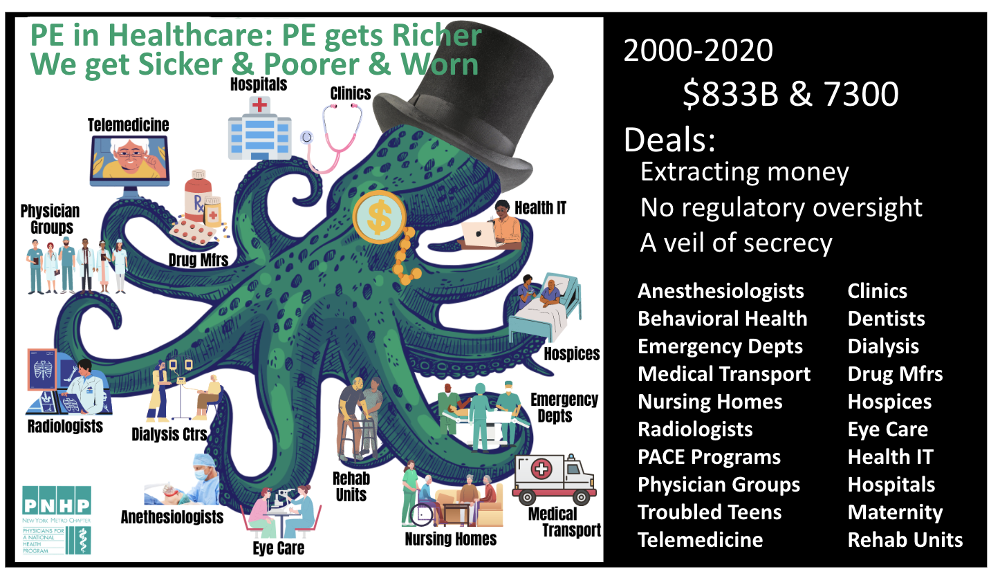 PE in Healthcare: PE gets Richer
We get Sicker & Poorer & Worn
Hospitals
Clinics
Telemedicine
Physician
Groups
Rx
Drug Mfrs
$
Health IT
Hospices
Radiologists
Dialysis Ctrs
Emergency
Depts
Rehab
Units
Anethesiologists
Eye Care
Nursing Homes
Medical
Transport
PNHP
NEW YORK METRO CHAPTER
PHYSICIANS FOR
A NATIONAL
HEALTH
PROGRAM
2000-2020
$833B & 7300
Deals:
Extracting money
No regulatory oversight
A veil of secrecy
Anesthesiologists
Behavioral Health
Emergency Depts
Medical Transport
Nursing Homes
Radiologists
PACE Programs
Physician Groups
Troubled Teens
Telemedicine
Clinics
Dentists
Dialysis
Drug Mfrs
Hospices
Eye Care
Health IT
Hospitals
Maternity
Rehab Units